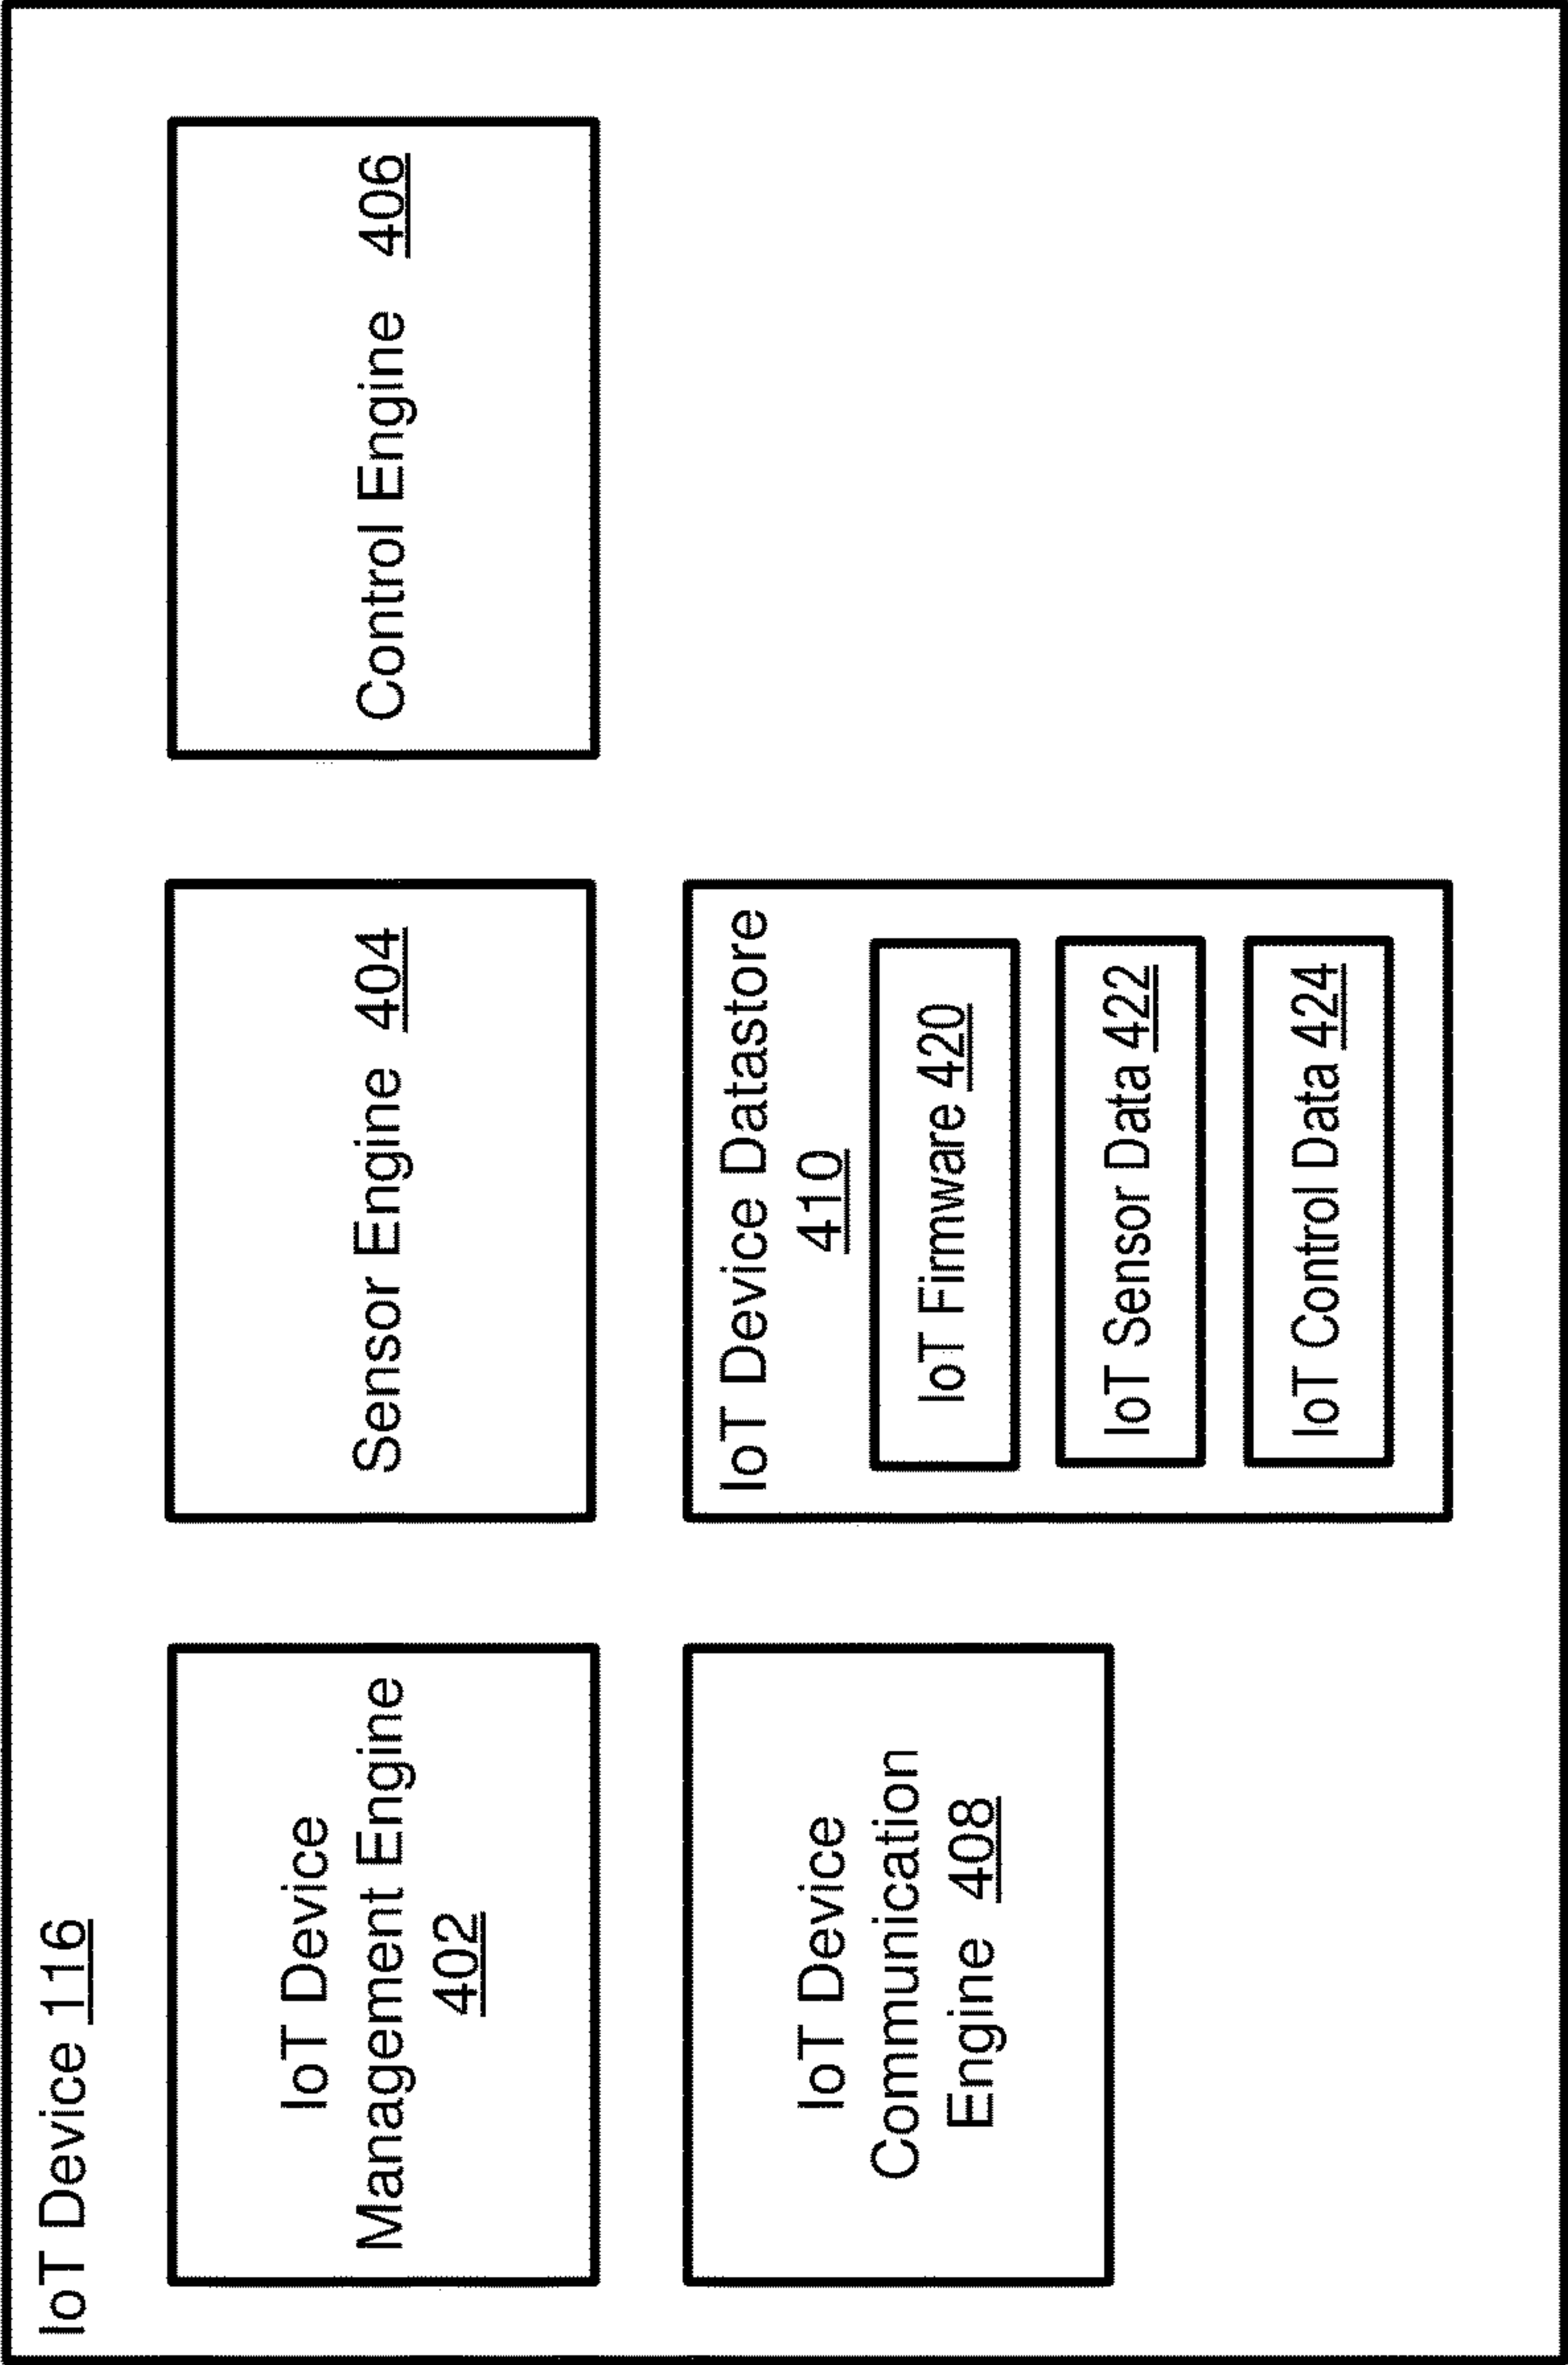 IoT Device 116
IoT Device
Management Engine
402
Sensor Engine 404
Control Engine 406
IoT Device
Communication
Engine 408
IoT Device Datastore
410
IoT Firmware 420
IoT Sensor Data 422
IoT Control Data 424